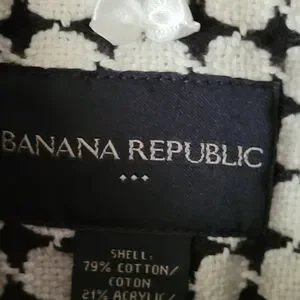 BANANA REPUBLIC
SHELL:
79% COTTON/
COTON
21% ACRYLIC/